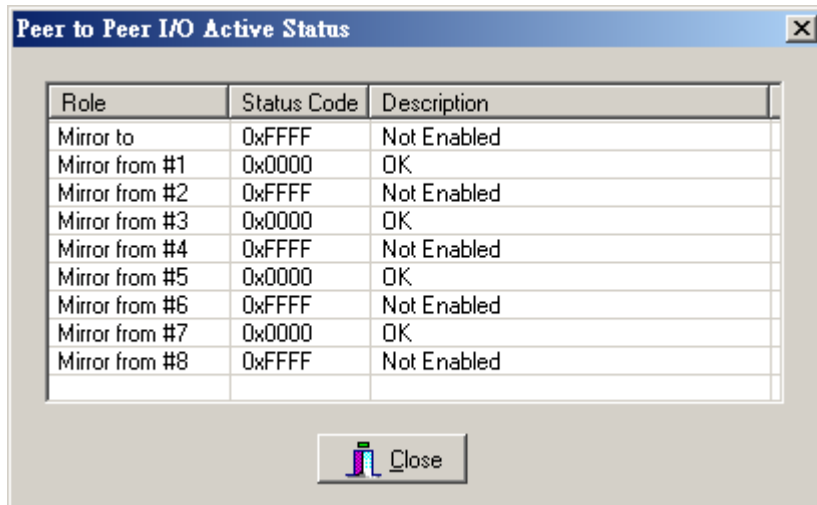 Peer to Peer I/O Active Status
Role Status Code Description
Mirror to 0xFFFF Not Enabled
Mirror from #1 0x0000 OK
Mirror from #2 0xFFFF Not Enabled
Mirror from #3 0x0000 OK
Mirror from #4 0xFFFF Not Enabled
Mirror from #5 0x0000 OK
Mirror from #6 0xFFFF Not Enabled
Mirror from #7 0x0000 OK
Mirror from #8 0xFFFF Not Enabled
Close